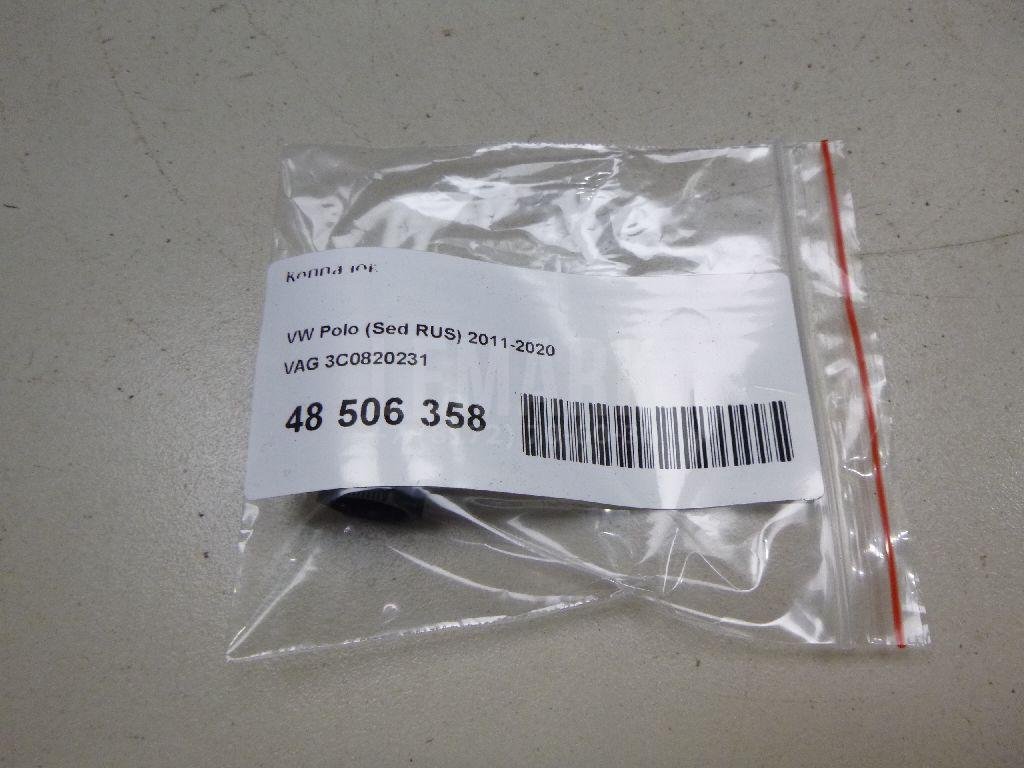 VW Polo (Sed RUS) 2011-2020
VAG 3C0820231
48 506 358